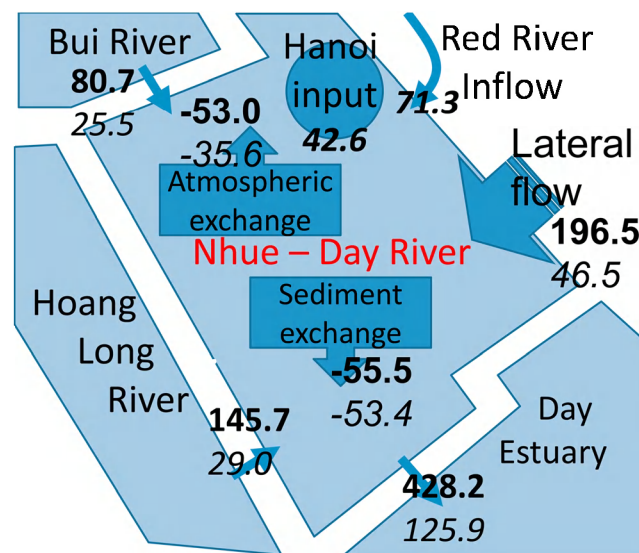 Bui River
80.7
25.5
Hanoi
input
42.6
Red River
Inflow
71.3
-53.0
-35.6
Atmospheric
exchange
Lateral
flow
196.5
46.5
Nhue – Day River
Sediment
exchange
-55.5
-53.4
Hoang
Long
River
145.7
29.0
Day
Estuary
428.2
125.9